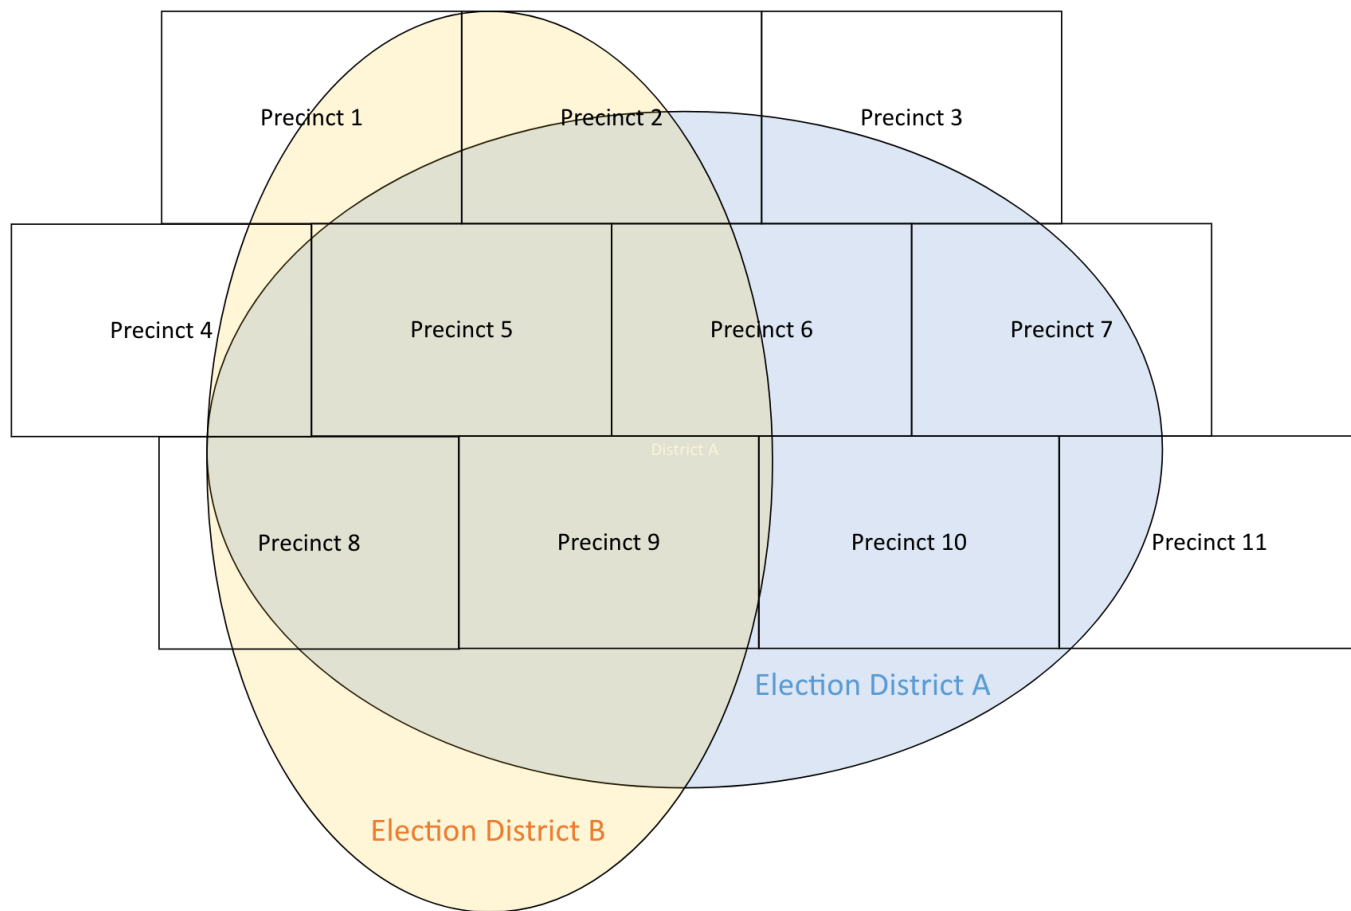 Precinct 1
Precinct 2
Precinct 3
Precinct 4
Precinct 5
Precinct 6
Precinct 7
District A
Precinct 8
Precinct 9
Precinct 10
Precinct 11
Election District A
Election District B